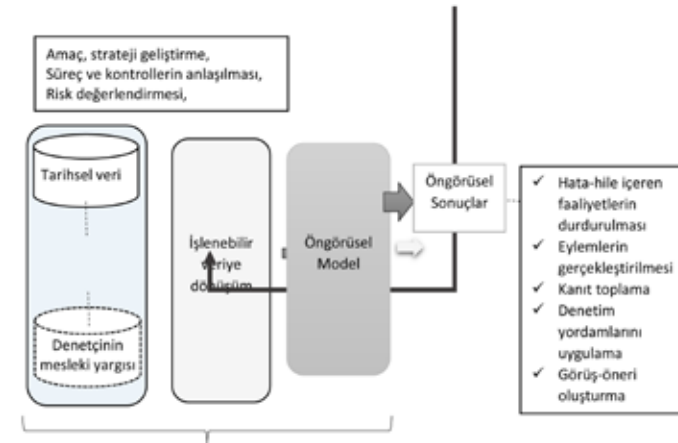 Amaç, strateji geliştirme,
Süreç ve kontrollerin anlaşılması,
Risk değerlendirmesi,
Tarihsel veri
Denetçinin
mesleki yargısı
İşlenebilir
veriye
dönüşüm
Öngörüsel
Model
Öngörüsel
Sonuçlar
✓ Hata-hile içeren
faaliyetlerin
durdurulması
✓ Eylemlerin
gerçekleştirilmesi
✓ Kanıt toplama
✓ Denetim
yordamlarını
uygulama
✓ Görüş-öneri
oluşturma